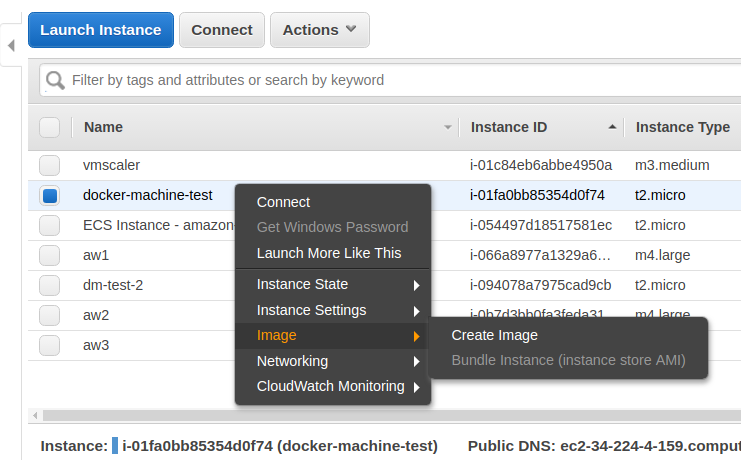 Launch Instance Connect Actions
Filter by tags and attributes or search by keyword
Name Instance ID Instance Type
vmscaler i-01c84eb6abbe4950a m3.medium
docker-machine-test i-01fa0bb85354d0f74 t2.micro
ECS Instance - amazon i-054497d18517581ec t2.micro
aw1 i-066a8977a1329a6… m4.large
dm-test-2 i-094078a7975cad9cb t2.micro
aw2 i-0b7d3bb0fa3feda31 m4.large
aw3
Connect
Get Windows Password
Launch More Like This
Instance State
Instance Settings
Image
Networking
CloudWatch Monitoring
Create Image
Bundle Instance (instance store AMI)
Instance: i-01fa0bb85354d0f74 (docker-machine-test) Public DNS: ec2-34-224-4-159.comput